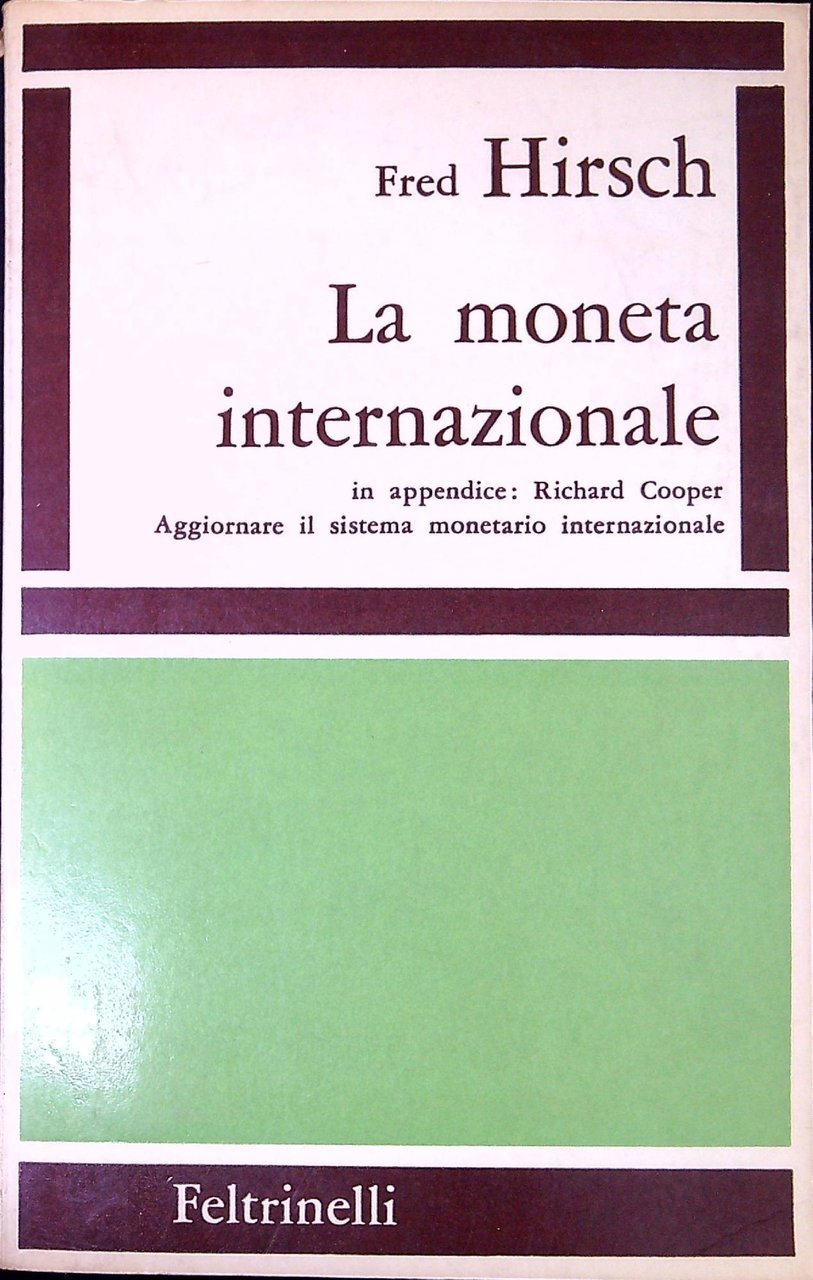 Fred Hirsch
La moneta
internazionale
in appendice: Richard Cooper
Aggiornare il sistema monetario internazionale
Feltrinelli